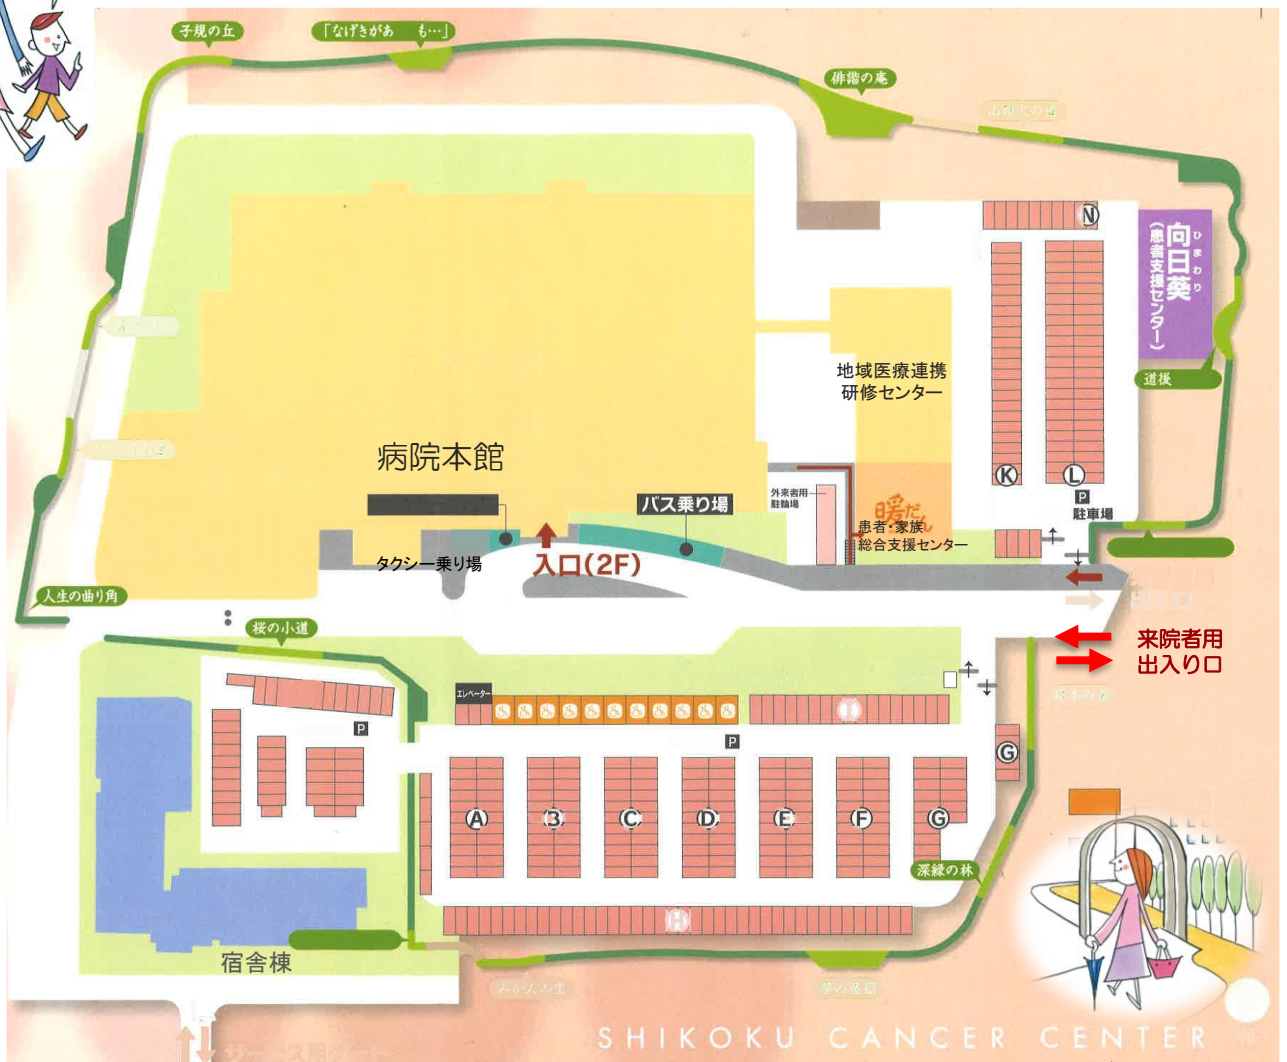 子規の丘
「なげきがあ　も…」
俳諧の庵
N
向日葵
ひまわり
(患者支援センター)
地域医療連携
研修センター
道後
病院本館
K
L
P
駐車場
バス乗り場
外来者用
駐輪場
暖だん
患者・家族
総合支援センター
タクシー乗り場
入口(2F)
人生の曲り角
桜の小道
来院者用
出入り口
エレベーター
I
P
P
G
A
B
C
D
E
F
G
深緑の林
H
宿舎棟
みかんの里
SHIKOKU CANCER CENTER